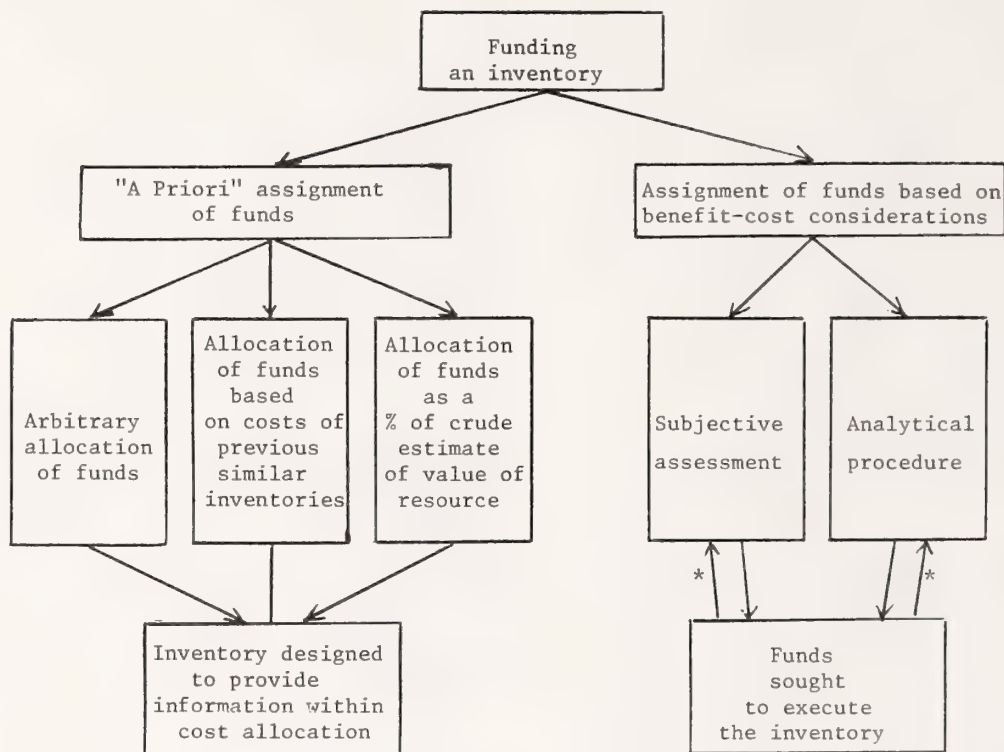 Funding
an inventory
"A Priori" assignment
of funds
Assignment of funds based on
benefit-cost considerations
Arbitrary
allocation
of funds
Allocation
of funds
based
on costs of
previous
similar
inventories
Allocation
of funds
as a
% of crude
estimate
of value of
resource
Subjective
assessment
Analytical
procedure
*
*
Inventory designed
to provide
information within
cost allocation
Funds
sought
to execute
the inventory